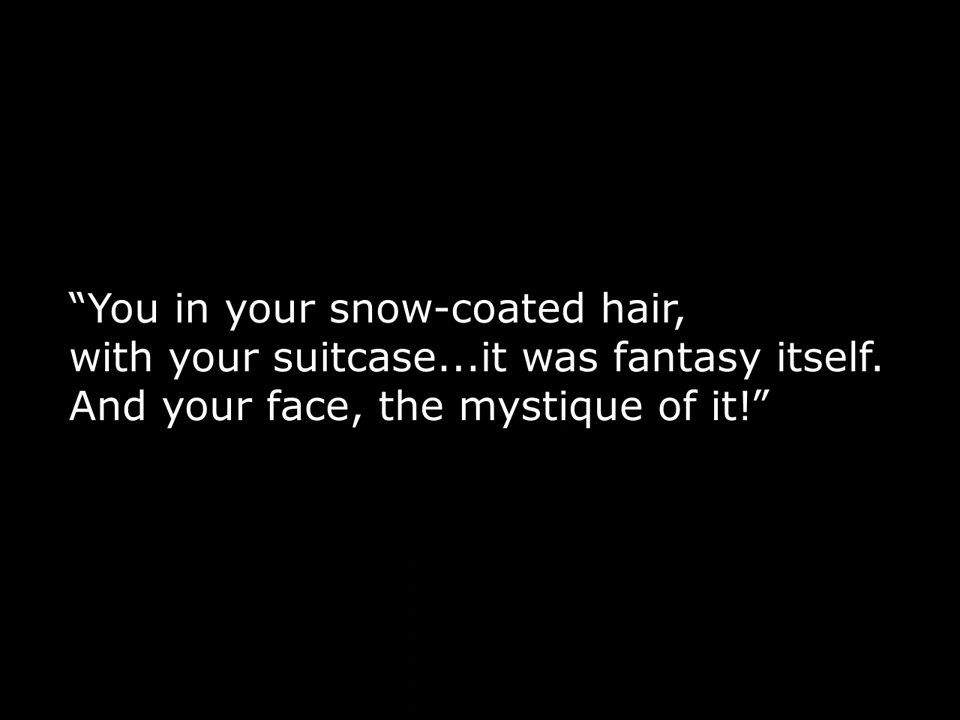 “You in your snow-coated hair,
with your suitcase...it was fantasy itself.
And your face, the mystique of it!”